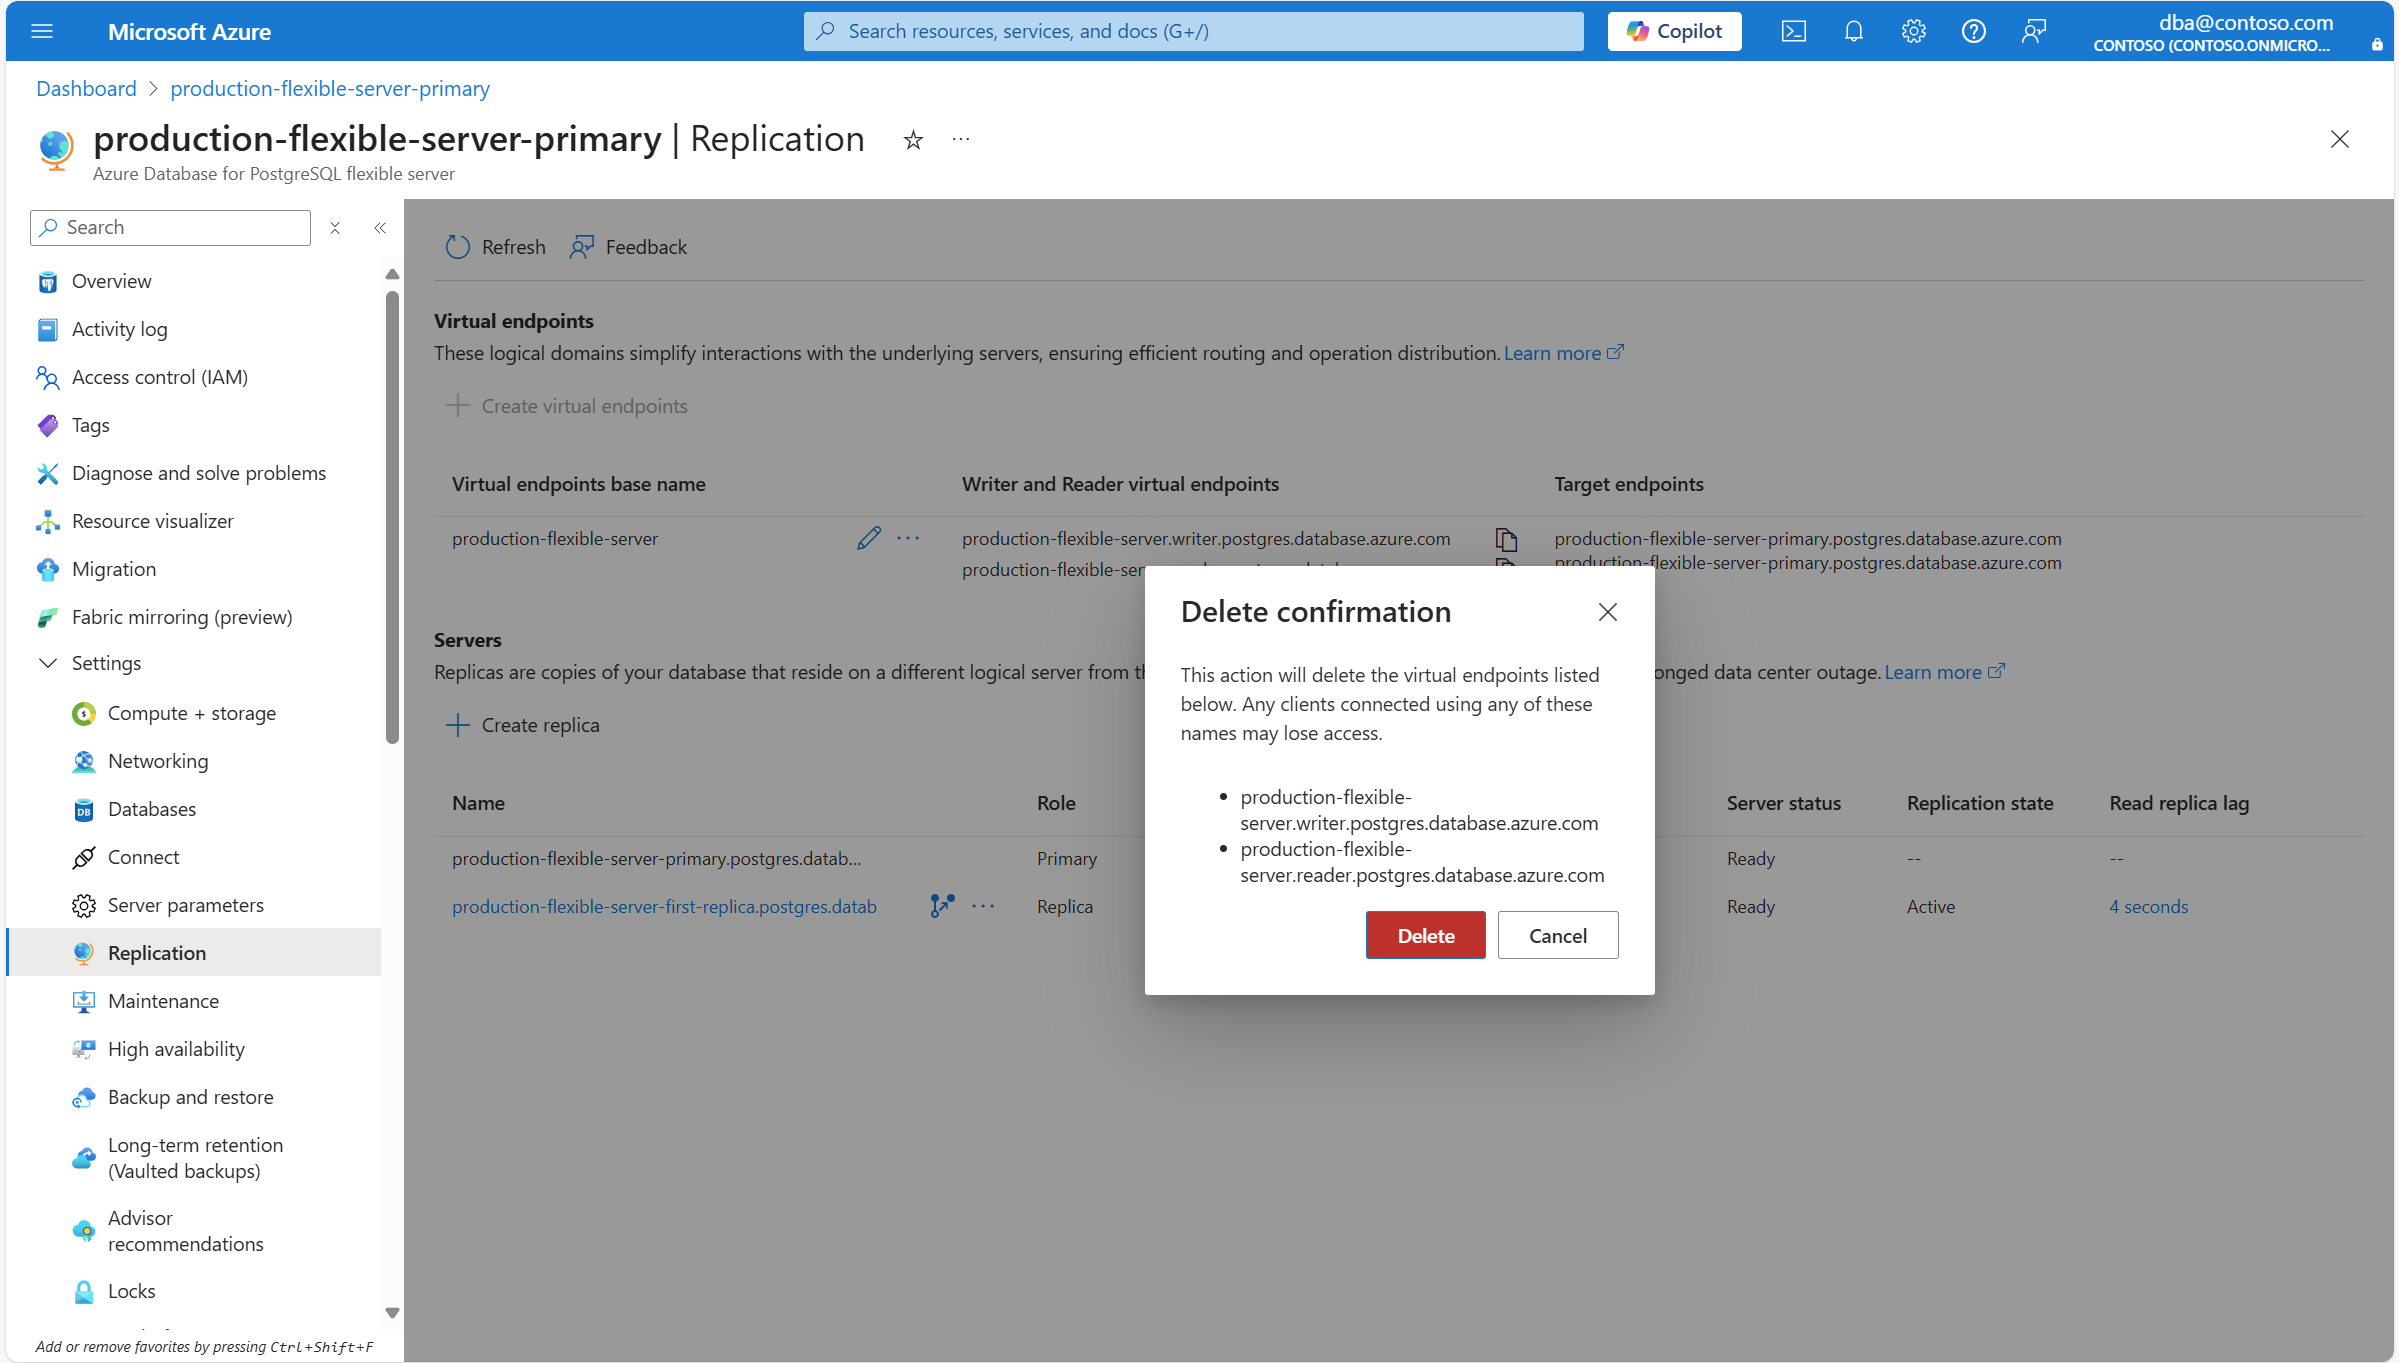 Microsoft Azure
Search resources, services, and docs (G+/)
Copilot
dba@contoso.com
CONTOSO (CONTOSO.ONMICRO...
Dashboard > production-flexible-server-primary
production-flexible-server-primary | Replication
Azure Database for PostgreSQL flexible server
Search
Overview
Activity log
Access control (IAM)
Tags
Diagnose and solve problems
Resource visualizer
Migration
Fabric mirroring (preview)
Settings
Compute + storage
Networking
Databases
Connect
Server parameters
Replication
Maintenance
High availability
Backup and restore
Long-term retention
(Vaulted backups)
Advisor
recommendations
Locks
Add or remove favorites by pressing Ctrl+Shift+F
Refresh
Feedback
Virtual endpoints
These logical domains simplify interactions with the underlying servers, ensuring efficient routing and operation distribution. Learn more
Create virtual endpoints
Virtual endpoints base name
Writer and Reader virtual endpoints
Target endpoints
production-flexible-server
production-flexible-server.writer.postgres.database.azure.com
production-flexible-server-primary.postgres.database.azure.com
production-flexible-ser
production-flexible-server-primary.postgres.database.azure.com
Servers
Replicas are copies of your database that reside on a different logical server from
onged data center outage. Learn more
Create replica
Name
Role
Server status
Replication state
Read replica lag
production-flexible-server-primary.postgres.datab...
Primary
Ready
--
--
production-flexible-server-first-replica.postgres.datab
Replica
Ready
Active
4 seconds
Delete confirmation
This action will delete the virtual endpoints listed
below. Any clients connected using any of these
names may lose access.
• production-flexible-
server.writer.postgres.database.azure.com
• production-flexible-
server.reader.postgres.database.azure.com
Delete
Cancel